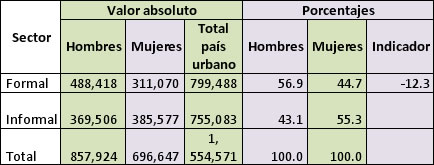 Sector Valor absoluto Porcentajes
Hombres Mujeres Total país urbano Hombres Mujeres Indicador
Formal 488,418 311,070 799,488 56.9 44.7 -12.3
Informal 369,506 385,577 755,083 43.1 55.3
Total 857,924 696,647 1, 554,571 100.0 100.0